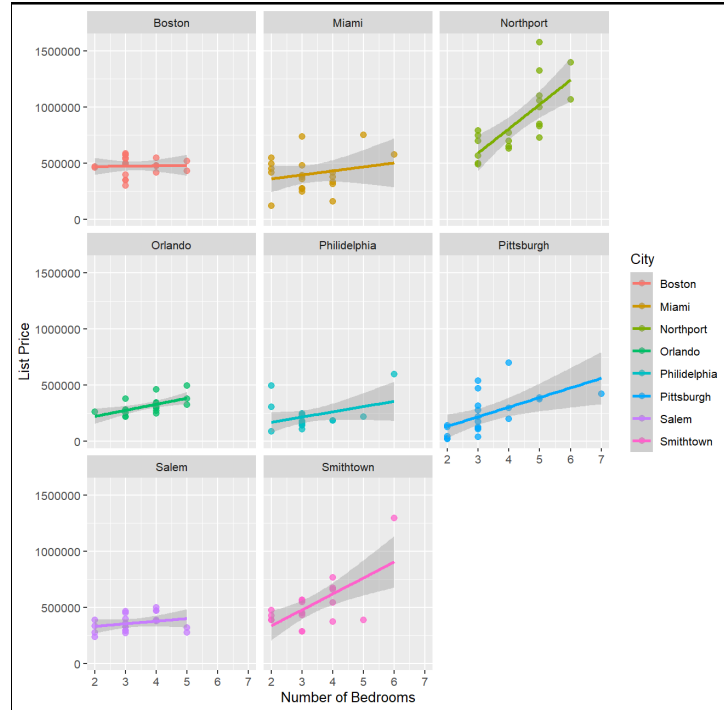 Boston Miami Northport
1500000
1000000
500000
0
Orlando Philidelphia Pittsburgh
1500000
1000000
500000
0
2 3 4 5 6 7
Salem Smithtown
1500000
1000000
500000
0
2 3 4 5 6 7 2 3 4 5 6 7
List Price
Number of Bedrooms
City
Boston
Miami
Northport
Orlando
Philidelphia
Pittsburgh
Salem
Smithtown